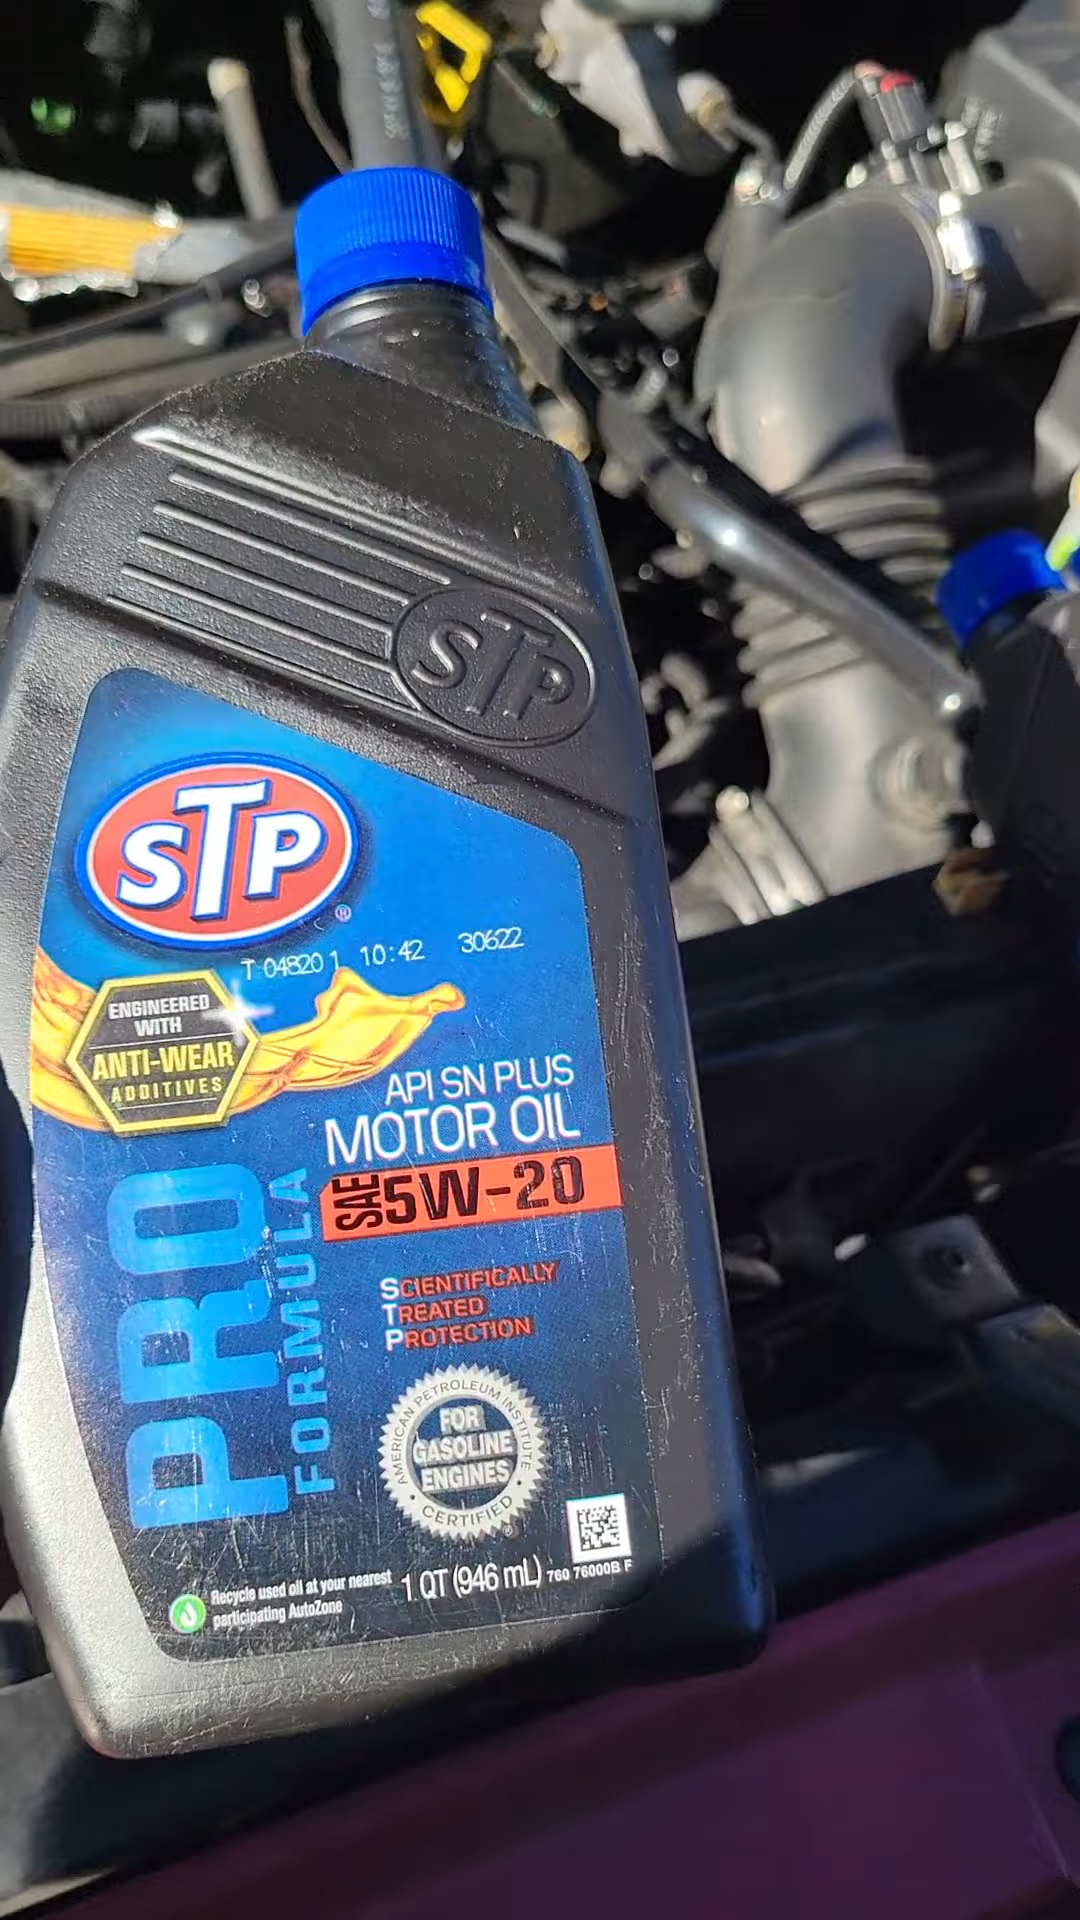 STP
STP
®
T 048201 10:42 30622
ENGINEERED
WITH
ANTI-WEAR
ADDITIVES
API SN PLUS
MOTOR OIL
SAE 5W-20
PRO
FORMULA
SCIENTIFICALLY
TREATED
PROTECTION
AMERICAN PETROLEUM INSTITUTE
FOR
GASOLINE
ENGINES
CERTIFIED
Recycle used oil at your nearest
participating AutoZone
1 QT (946 mL) 760 76000B F